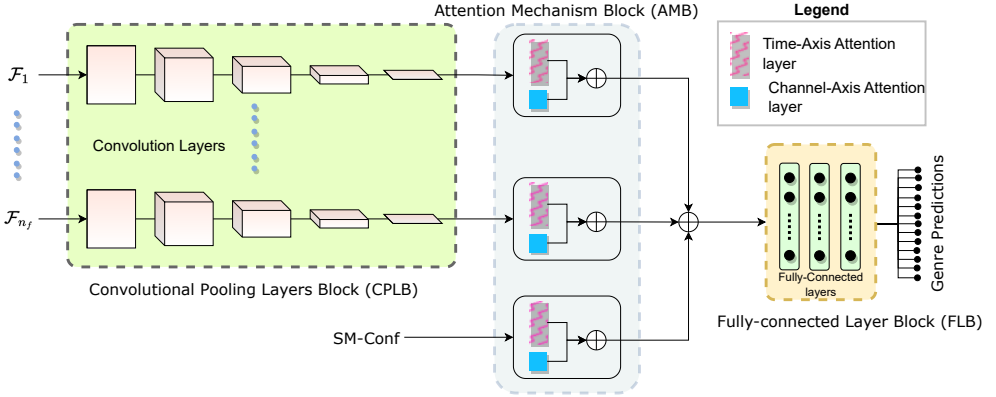 Attention Mechanism Block (AMB)
Legend
Time-Axis Attention
layer
Channel-Axis Attention
layer
ℱ₁
Convolution Layers
ℱₙ_f
Convolutional Pooling Layers Block (CPLB)
SM-Conf
Fully-Connected
layers
Fully-connected Layer Block (FLB)
Genre Predictions